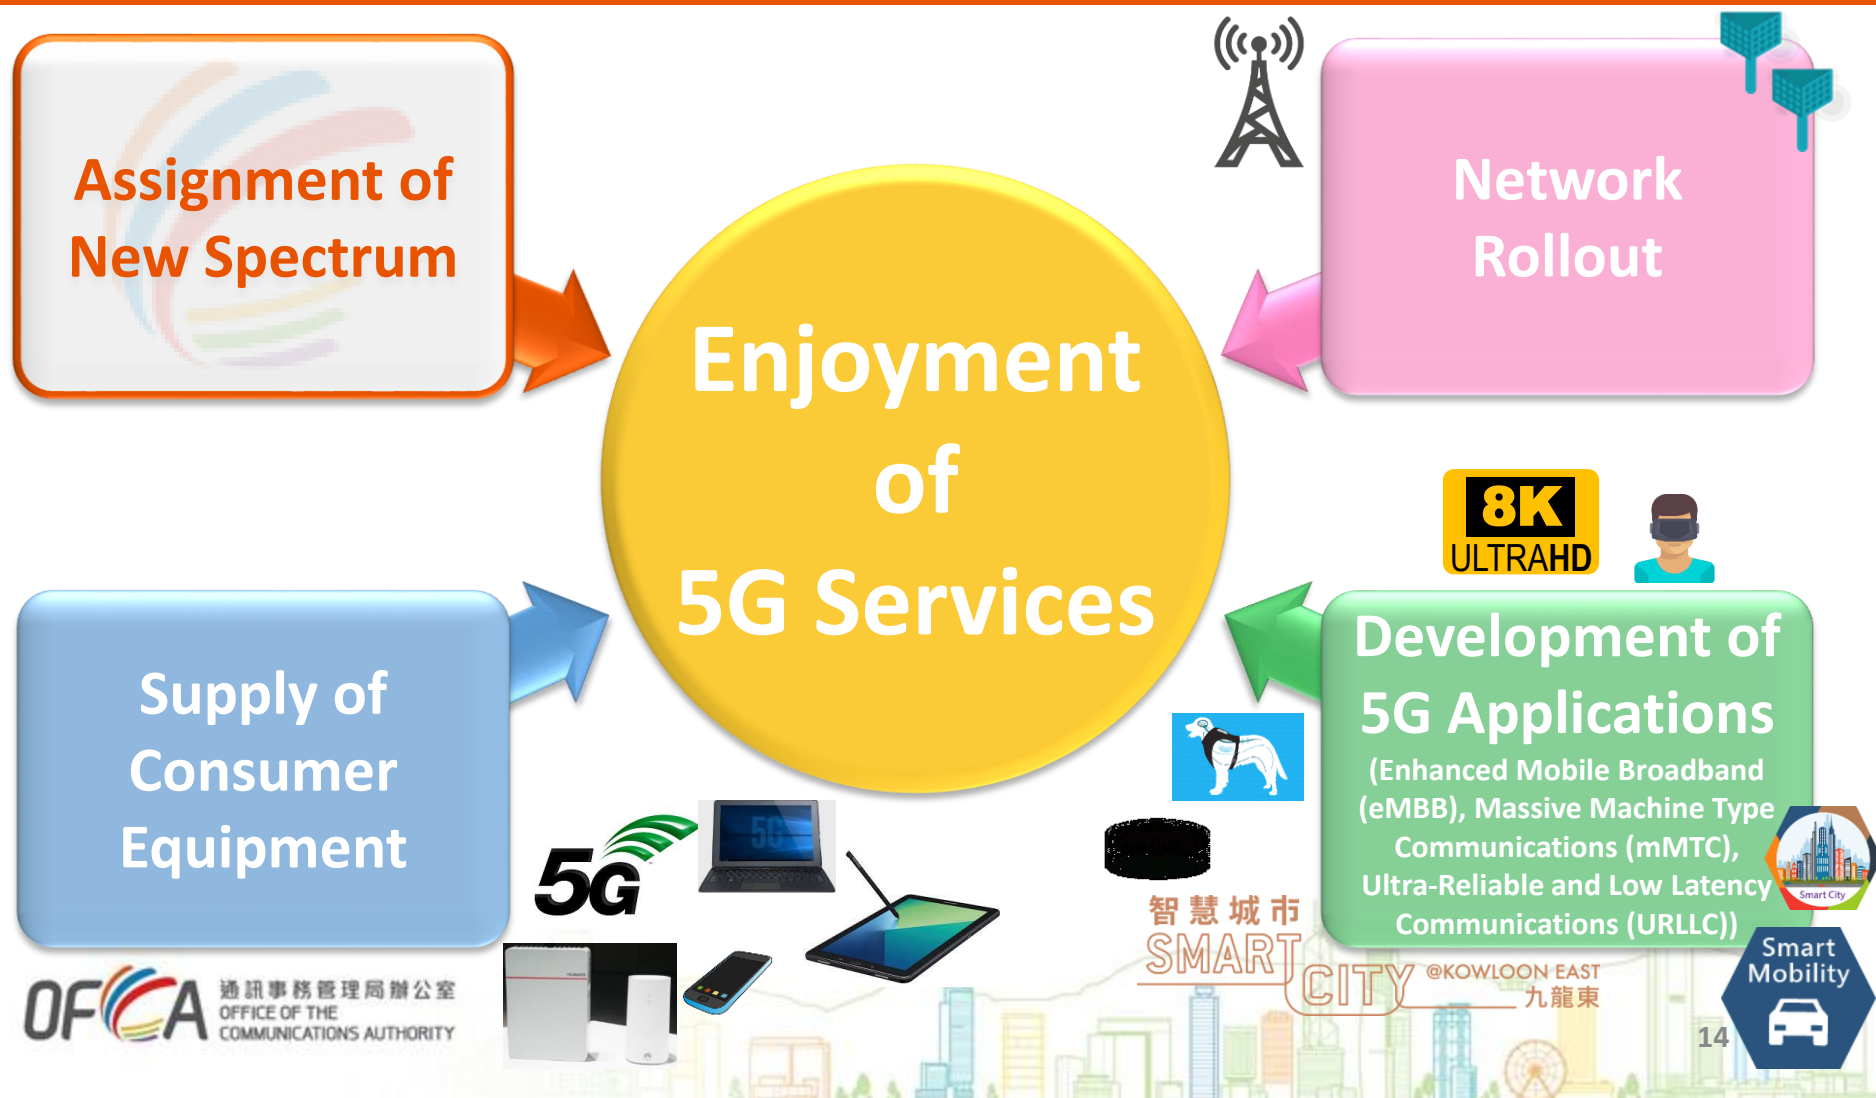 Assignment of
New Spectrum
Network
Rollout
Enjoyment
of
5G Services
8K
ULTRAHD
Supply of
Consumer
Equipment
Development of
5G Applications
(Enhanced Mobile Broadband
(eMBB), Massive Machine Type
Communications (mMTC),
Ultra-Reliable and Low Latency
Communications (URLLC))
5G
5G
HUAWEI
Smart City
智慧城市
SMART
CITY @KOWLOON EAST
九龍東
Smart
Mobility
OFCA
通訊事務管理局辦公室
OFFICE OF THE
COMMUNICATIONS AUTHORITY
14